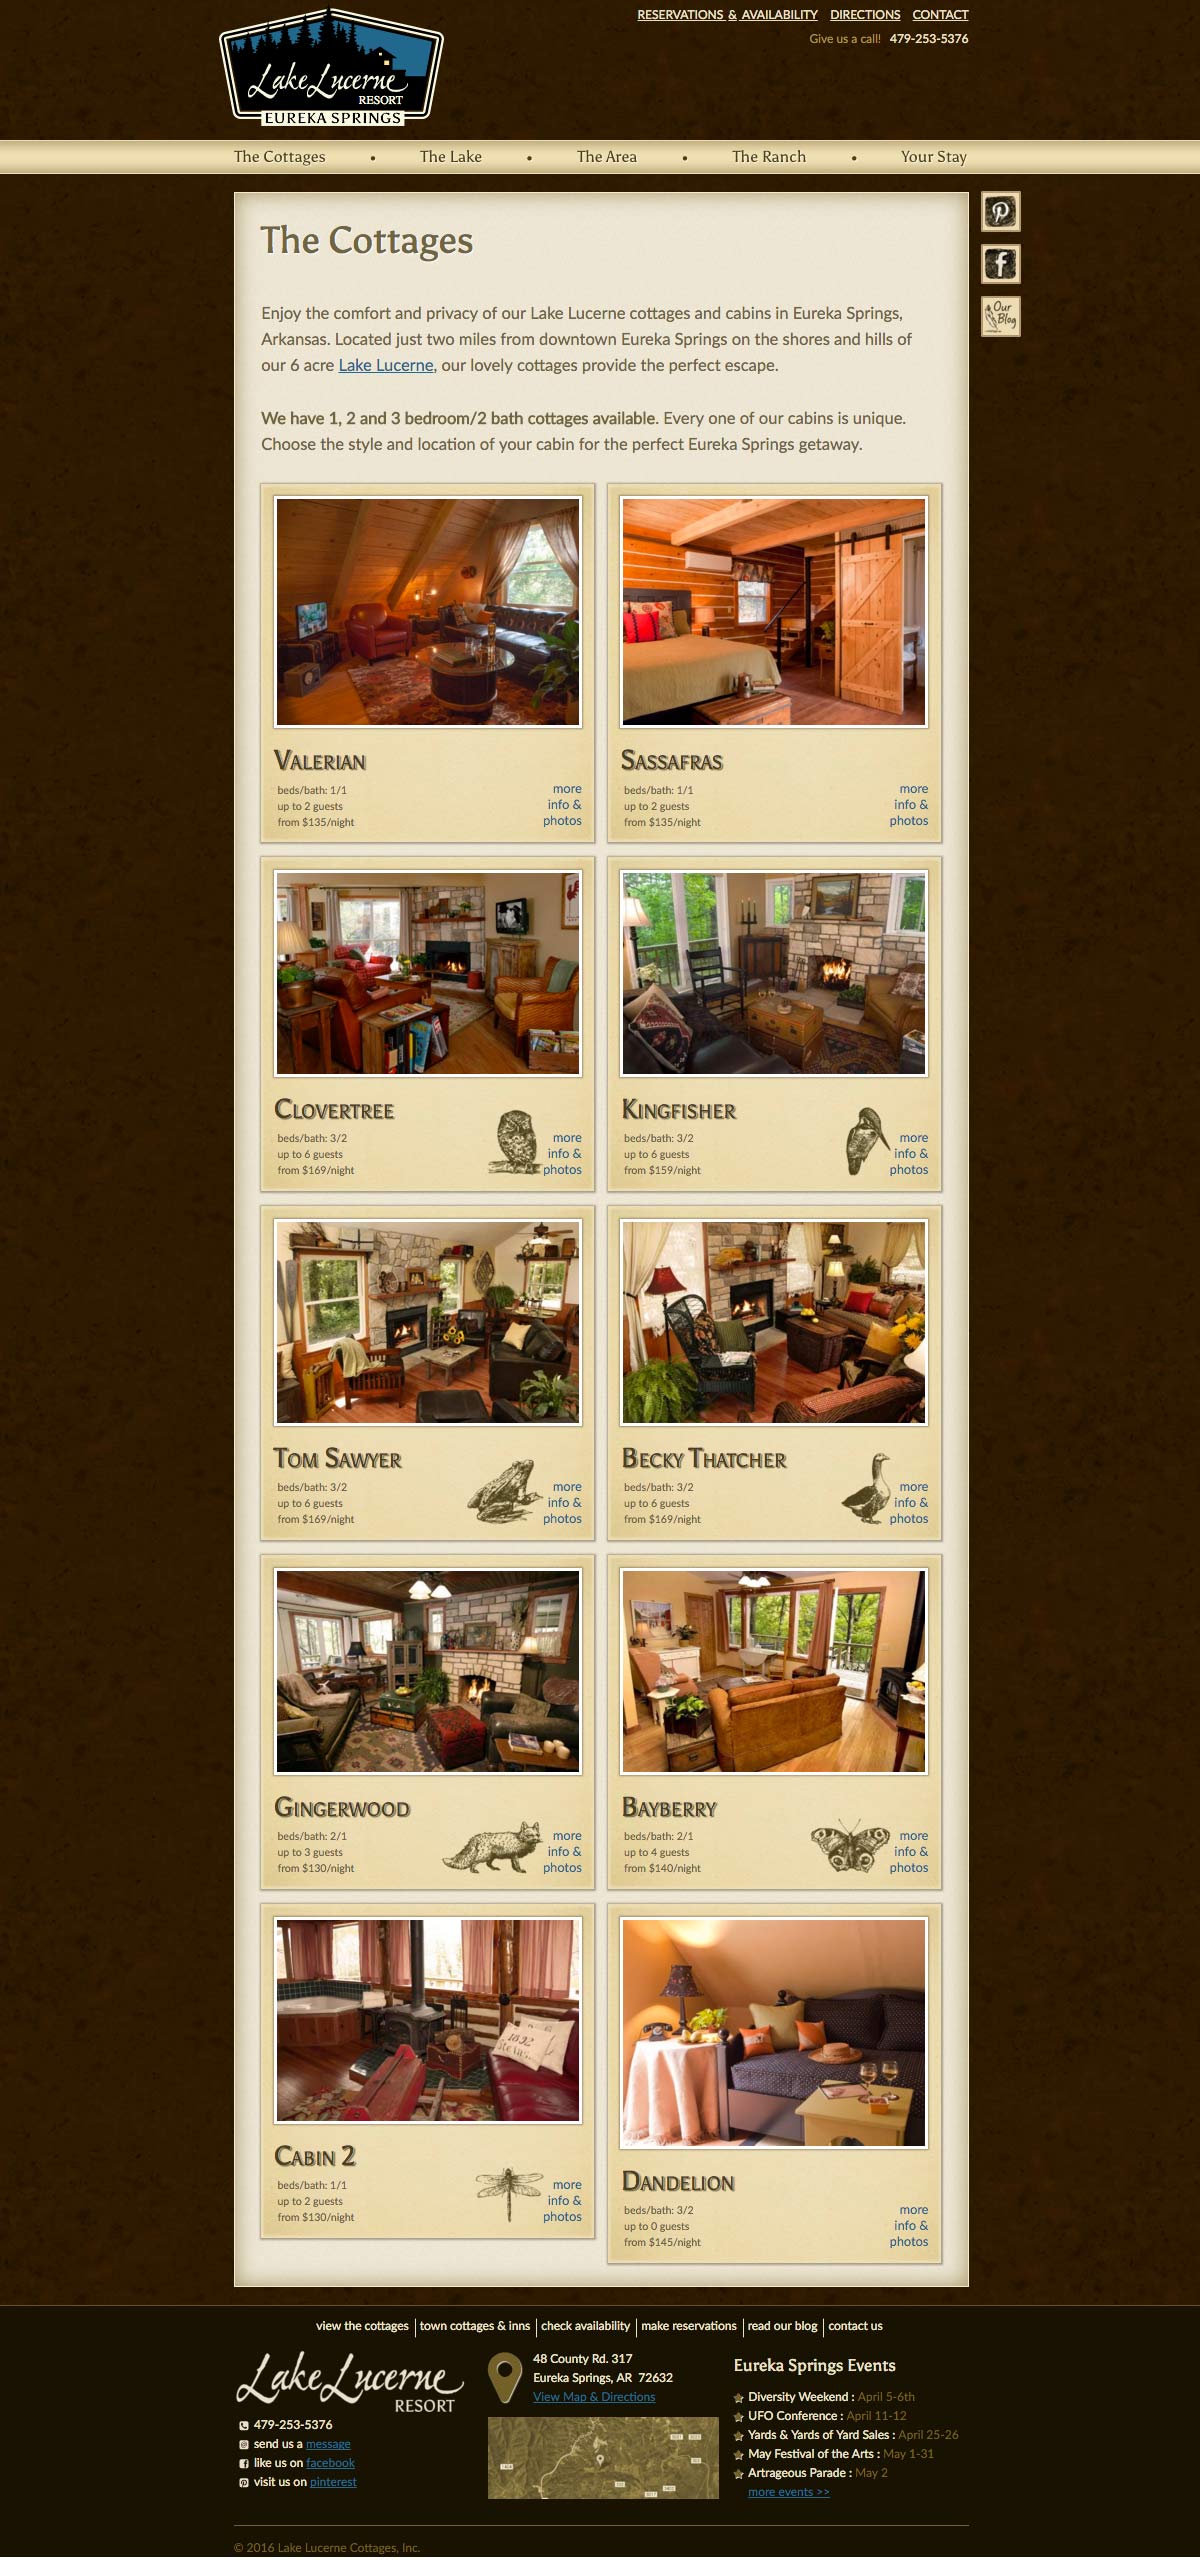 RESERVATIONS & AVAILABILITY DIRECTIONS CONTACT
Give us a call! 479-253-5376
Lake Lucerne
RESORT
EUREKA SPRINGS
The Cottages • The Lake • The Area • The Ranch • Your Stay
The Cottages
Our
Blog
Enjoy the comfort and privacy of our Lake Lucerne cottages and cabins in Eureka Springs,
Arkansas. Located just two miles from downtown Eureka Springs on the shores and hills of
our 6 acre Lake Lucerne, our lovely cottages provide the perfect escape.
We have 1, 2 and 3 bedroom/2 bath cottages available. Every one of our cabins is unique.
Choose the style and location of your cabin for the perfect Eureka Springs getaway.
Valerian
beds/bath: 1/1
up to 2 guests
from $135/night
more
info &
photos
Sassafras
beds/bath: 1/1
up to 2 guests
from $135/night
more
info &
photos
Clovertree
beds/bath: 3/2
up to 6 guests
from $169/night
more
info &
photos
Kingfisher
beds/bath: 3/2
up to 6 guests
from $159/night
more
info &
photos
Tom Sawyer
beds/bath: 3/2
up to 6 guests
from $169/night
more
info &
photos
Becky Thatcher
beds/bath: 3/2
up to 6 guests
from $169/night
more
info &
photos
Gingerwood
beds/bath: 2/1
up to 3 guests
from $130/night
more
info &
photos
Bayberry
beds/bath: 2/1
up to 4 guests
from $140/night
more
info &
photos
1892
Cabin 2
beds/bath: 1/1
up to 2 guests
from $130/night
more
info &
photos
Dandelion
beds/bath: 3/2
up to 0 guests
from $145/night
more
info &
photos
view the cottages town cottages & inns check availability make reservations read our blog contact us
Lake Lucerne
RESORT
479-253-5376
send us a message
like us on facebook
visit us on pinterest
48 County Rd. 317
Eureka Springs, AR 72632
View Map & Directions
Eureka Springs Events
Diversity Weekend : April 5-6th
UFO Conference : April 11-12
Yards & Yards of Yard Sales : April 25-26
May Festival of the Arts : May 1-31
Artrageous Parade : May 2
more events >>
© 2016 Lake Lucerne Cottages, Inc.